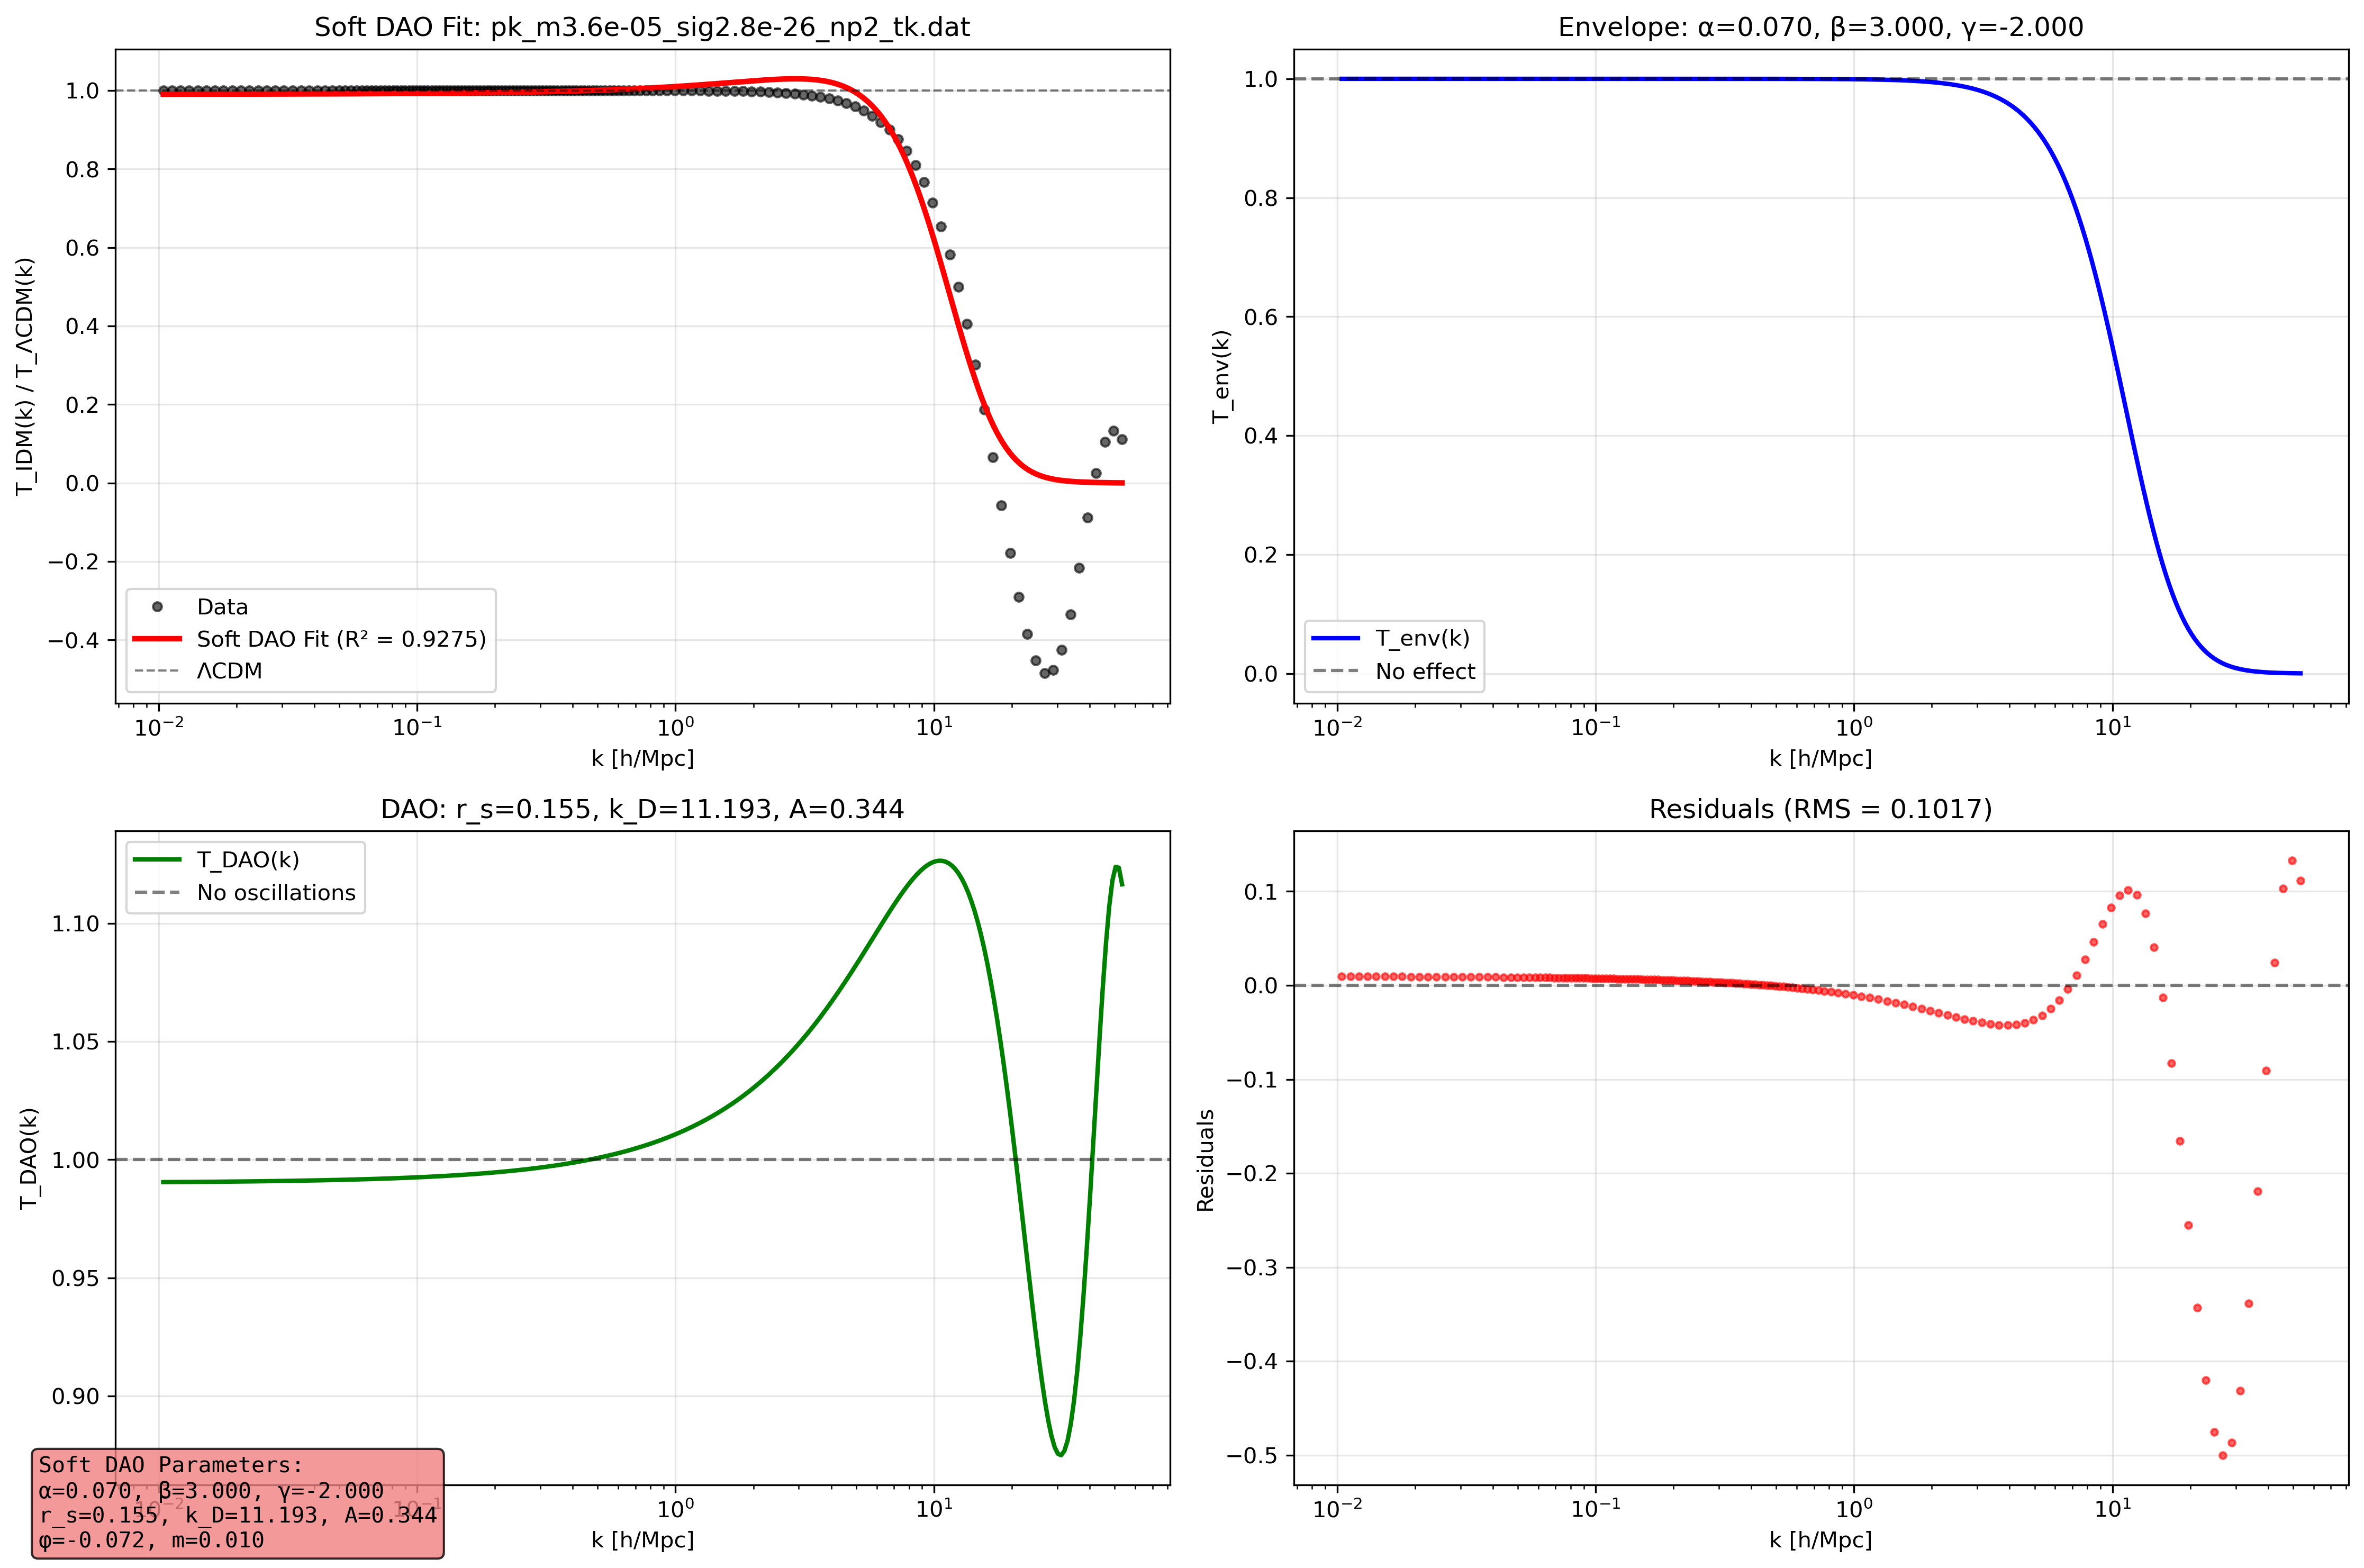 Soft DAO Fit: pk_m3.6e-05_sig2.8e-26_np2_tk.dat
T_IDM(k) / T_ΛCDM(k)
1.0
0.8
0.6
0.4
0.2
0.0
−0.2
−0.4
Data
Soft DAO Fit (R² = 0.9275)
ΛCDM
10⁻² 10⁻¹ 10⁰ 10¹
k [h/Mpc]
Envelope: α=0.070, β=3.000, γ=-2.000
T_env(k)
1.0
0.8
0.6
0.4
0.2
0.0
T_env(k)
No effect
10⁻² 10⁻¹ 10⁰ 10¹
k [h/Mpc]
DAO: r_s=0.155, k_D=11.193, A=0.344
T_DAO(k)
T_DAO(k)
No oscillations
1.10
1.05
1.00
0.95
0.90
10⁻² 10⁻¹ 10⁰ 10¹
k [h/Mpc]
Soft DAO Parameters:
α=0.070, β=3.000, γ=-2.000
r_s=0.155, k_D=11.193, A=0.344
φ=-0.072, m=0.010
Residuals (RMS = 0.1017)
Residuals
0.1
0.0
−0.1
−0.2
−0.3
−0.4
−0.5
10⁻² 10⁻¹ 10⁰ 10¹
k [h/Mpc]